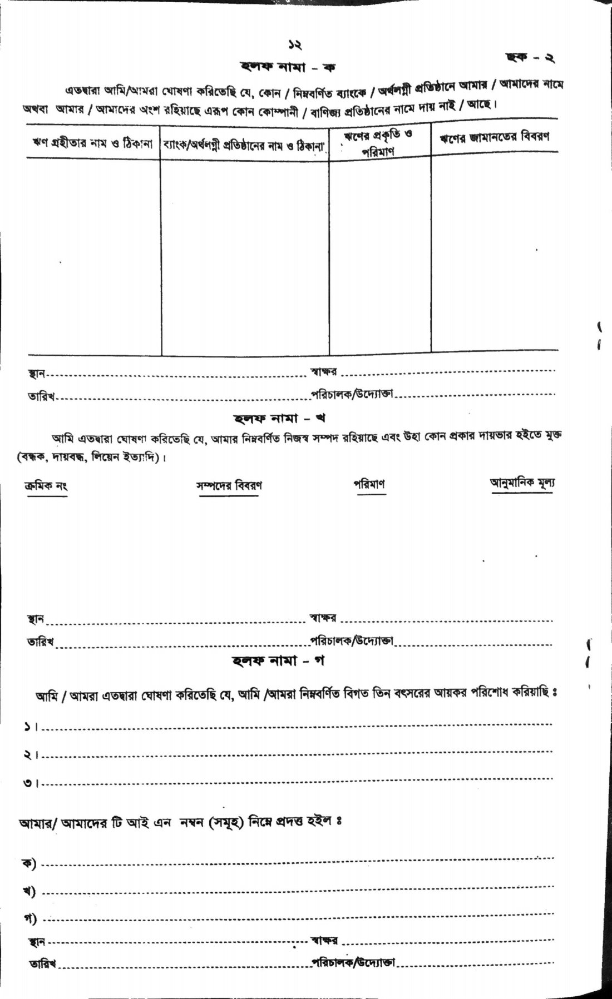 ১২
ছক - ২
হলফ নামা - ক
এতদ্বারা আমি/আমরা ঘোষণা করিতেছি যে, কোন / নিম্নবর্ণিত ব্যাংকে / অর্থলগ্নী প্রতিষ্ঠানে আমার / আমাদের নামে
অথবা আমার / আমাদের অংশ রহিয়াছে এরূপ কোন কোম্পানী / বাণিজ্য প্রতিষ্ঠানের নামে দায় নাই / আছে।
ঋণ গ্রহীতার নাম ও ঠিকানা ব্যাংক/অর্থলগ্নী প্রতিষ্ঠানের নাম ও ঠিকানা ঋণের প্রকৃতি ও ঋণের জামানতের বিবরণ
পরিমাণ
স্থান........................................ স্বাক্ষর ........................................
তারিখ........................................পরিচালক/উদ্যোক্তা........................................
হলফ নামা - খ
আমি এতদ্বারা ঘোষণা করিতেছি যে, আমার নিম্নবর্ণিত নিজস্ব সম্পদ রহিয়াছে এবং উহা কোন প্রকার দায়ভার হইতে মুক্ত
(বন্ধক, দায়বদ্ধ, লিয়েন ইত্যাদি)।
ক্রমিক নং সম্পদের বিবরণ পরিমাণ আনুমানিক মূল্য
স্থান........................................ স্বাক্ষর ........................................
তারিখ........................................পরিচালক/উদ্যোক্তা........................................
হলফ নামা - গ
আমি / আমরা এতদ্বারা ঘোষণা করিতেছি যে, আমি /আমরা নিম্নবর্ণিত বিগত তিন বৎসরের আয়কর পরিশোধ করিয়াছি ঃ
১।........................................
২।........................................
৩।........................................
আমার/ আমাদের টি আই এন নম্বন (সমূহ) নিম্নে প্রদত্ত হইল ঃ
ক) ........................................
খ) ........................................
গ) ........................................
স্থান........................................ স্বাক্ষর ........................................
তারিখ........................................পরিচালক/উদ্যোক্তা........................................